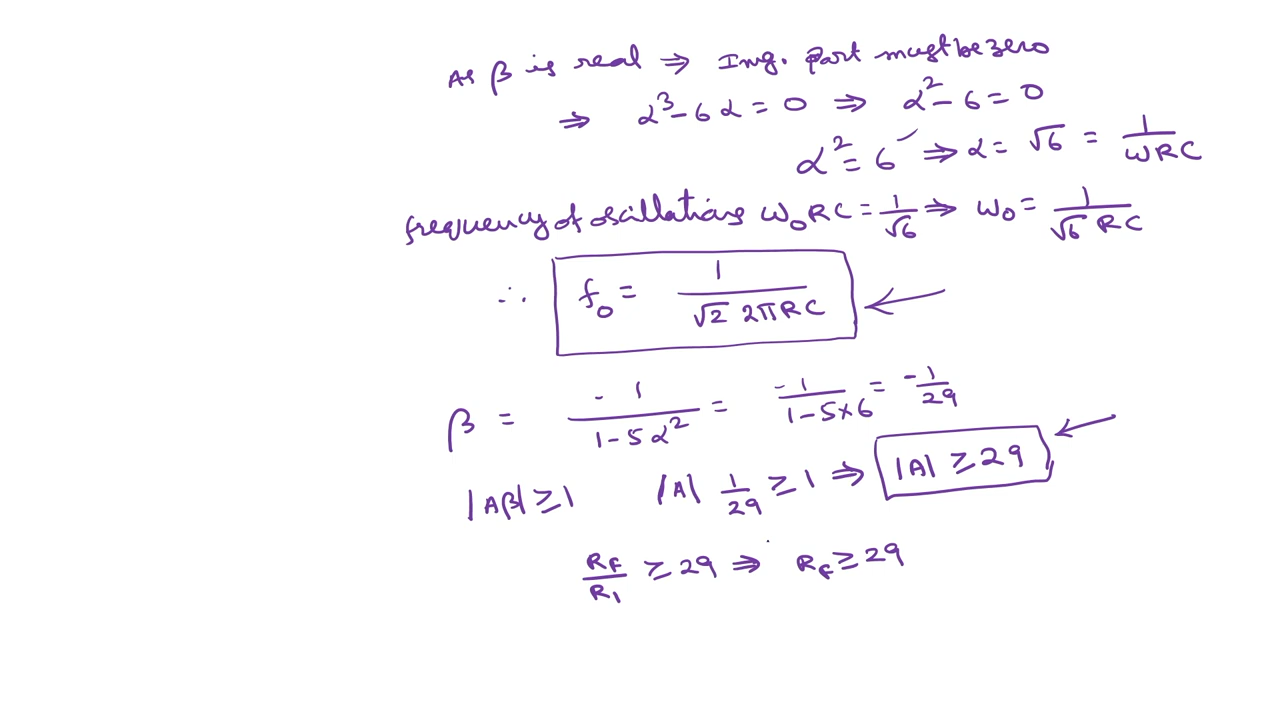 As β is real ⇒ Img. part must be zero
⇒ α³ - 6α = 0 ⇒ α² - 6 = 0
α² = 6 ⇒ α = √6 = 1/ωRC
frequency of oscillations ω₀RC = 1/√6 ⇒ ω₀ = 1/√6 RC
∴ f₀ = 1/√2 2πRC
β = -1/1-5α² = -1/1-5×6 = -1/29
|Aβ| ≥ 1 |A| 1/29 ≥ 1 ⇒ |A| ≥ 29
R_F/R₁ ≥ 29 ⇒ R_F ≥ 29